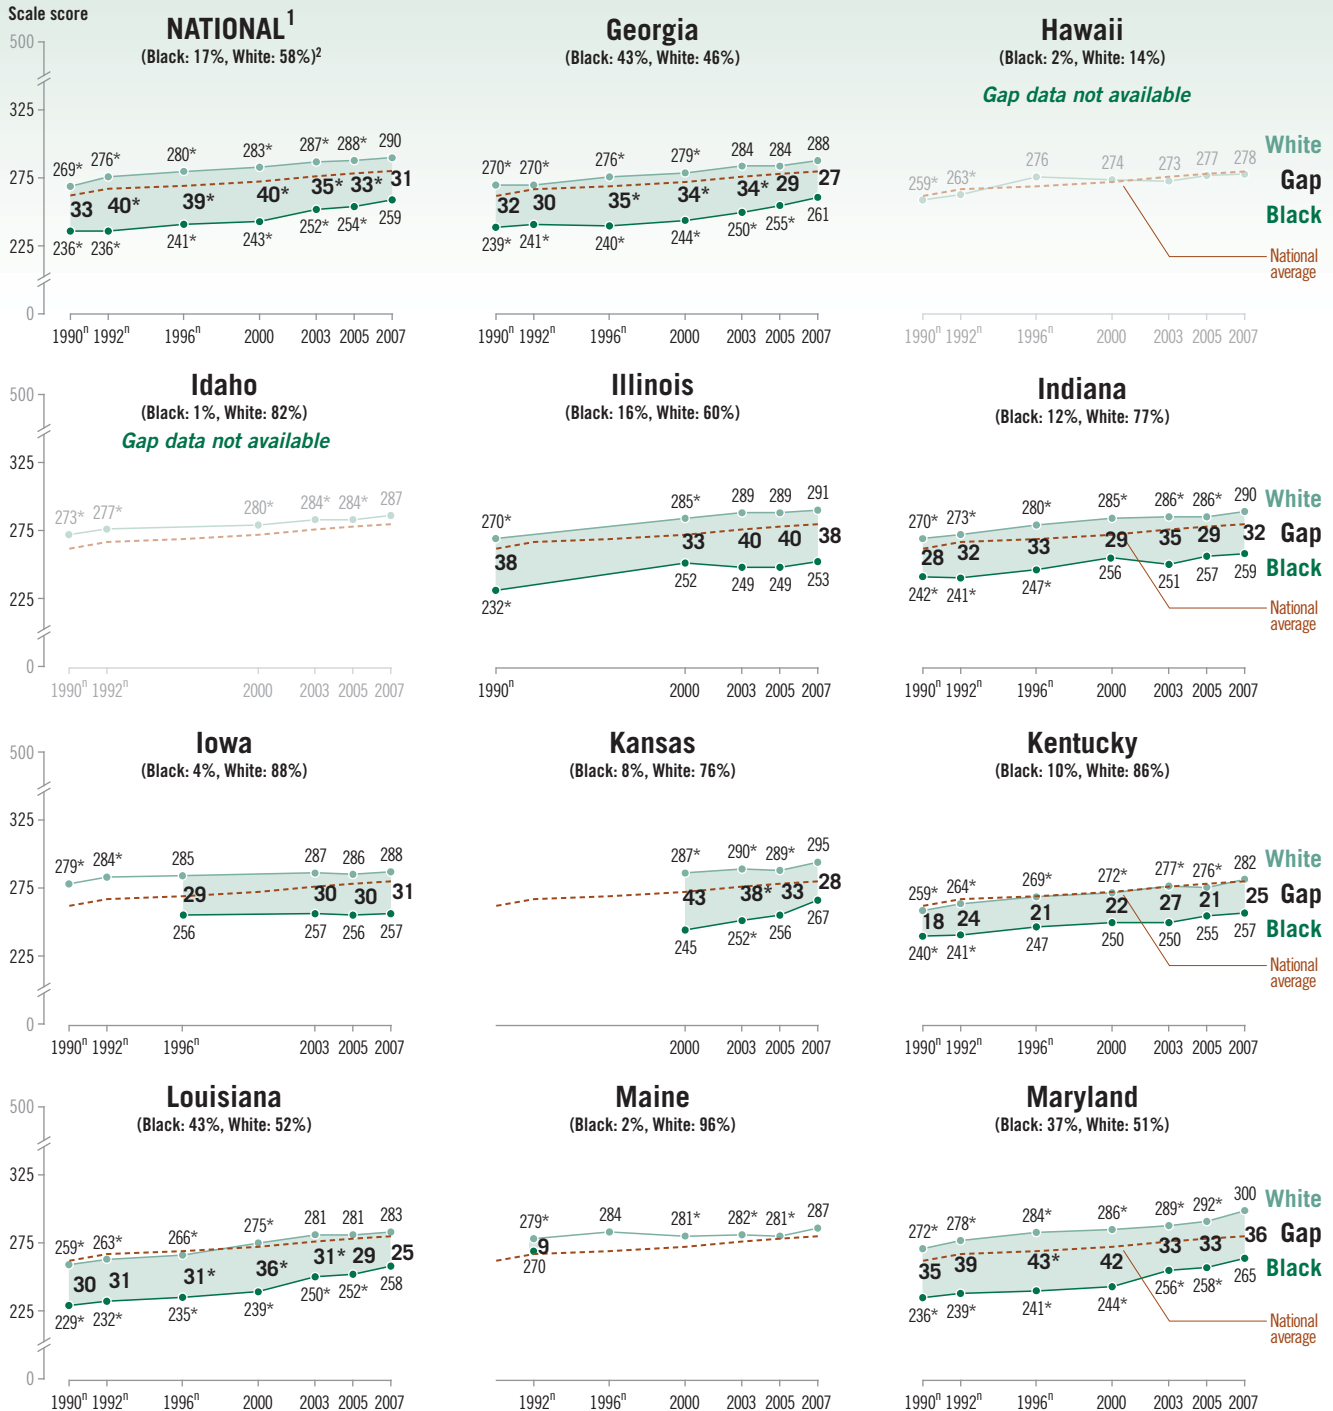 Scale score
NATIONAL1
(Black: 17%, White: 58%)2
500
325
275
225
0
269* 276* 280* 283* 287* 288* 290
33 40* 39* 40* 35* 33* 31
236* 236* 241* 243* 252* 254* 259
1990n 1992n 1996n 2000 2003 2005 2007
Georgia
(Black: 43%, White: 46%)
270* 270* 276* 279* 284 284 288
32 30 35* 34* 34* 29 27
239* 241* 240* 244* 250* 255* 261
1990n 1992n 1996n 2000 2003 2005 2007
Hawaii
(Black: 2%, White: 14%)
Gap data not available
259* 263* 276 274 273 277 278
White
Gap
Black
National
average
1990n 1992n 1996n 2000 2003 2005 2007
Idaho
(Black: 1%, White: 82%)
Gap data not available
500
325
275
225
0
273* 277* 280* 284* 284* 287
1990n 1992n 2000 2003 2005 2007
Illinois
(Black: 16%, White: 60%)
270* 285* 289 289 291
38 33 40 40 38
232* 252 249 249 253
1990n 2000 2003 2005 2007
Indiana
(Black: 12%, White: 77%)
270* 273* 280* 285* 286* 286* 290
28 32 33 29 35 29 32
242* 241* 247* 256 251 257 259
White
Gap
Black
National
average
1990n 1992n 1996n 2000 2003 2005 2007
Iowa
(Black: 4%, White: 88%)
500
325
275
225
0
279* 284* 285 287 286 288
29 30 30 31
256 257 256 257
1990n 1992n 1996n 2003 2005 2007
Kansas
(Black: 8%, White: 76%)
287* 290* 289* 295
43 38* 33 28
245 252* 256 267
2000 2003 2005 2007
Kentucky
(Black: 10%, White: 86%)
259* 264* 269* 272* 277* 276* 282
18 24 21 22 27 21 25
240* 241* 247 250 250 255 257
White
Gap
Black
National
average
1990n 1992n 1996n 2000 2003 2005 2007
Louisiana
(Black: 43%, White: 52%)
500
325
275
225
0
259* 263* 266* 275* 281 281 283
30 31 31* 36* 31* 29 25
229* 232* 235* 239* 250* 252* 258
1990n 1992n 1996n 2000 2003 2005 2007
Maine
(Black: 2%, White: 96%)
279* 284 281* 282* 281* 287
9
270
1992n 1996n 2000 2003 2005 2007
Maryland
(Black: 37%, White: 51%)
272* 278* 284* 286* 289* 292* 300
35 39 43* 42 33 33 36
236* 239* 241* 244* 256* 258* 265
White
Gap
Black
National
average
1990n 1992n 1996n 2000 2003 2005 2007